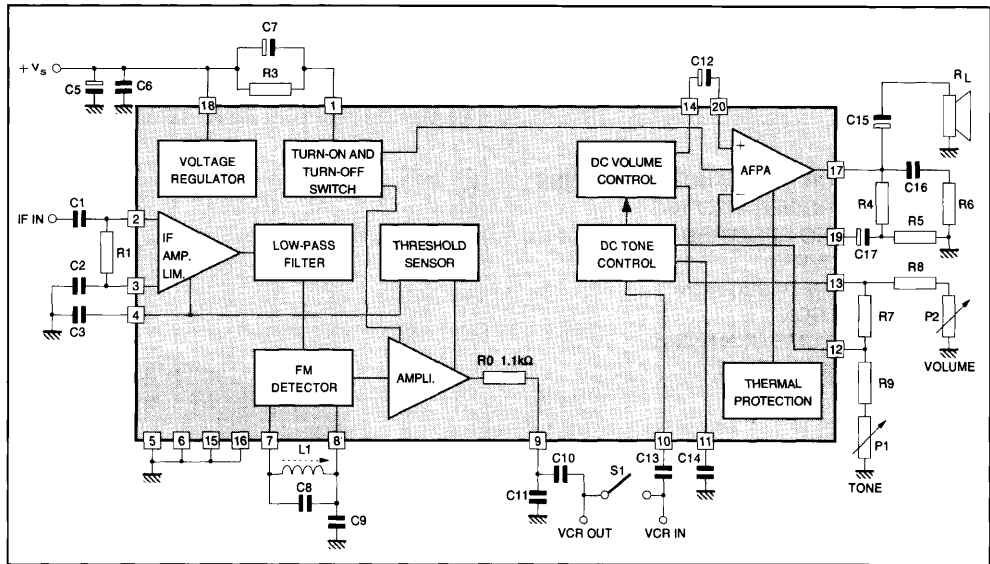 C7
+ Vs
C5
C6
R3
C12
RL
18
1
14
20
C15
VOLTAGE
REGULATOR
TURN-ON AND
TURN-OFF
SWITCH
DC VOLUME
CONTROL
+
AFPA
−
17
C16
IF IN
C1
2
R1
IF
AMP.
LIM.
LOW-PASS
FILTER
THRESHOLD
SENSOR
DC TONE
CONTROL
R4
R5
R6
19
C17
C2
3
C3
4
13
R8
R7
P2
VOLUME
12
FM
DETECTOR
AMPLI.
R0 1.1kΩ
THERMAL
PROTECTION
R9
P1
TONE
5
6
15
16
7
8
9
10
11
L1
C8
C9
C10
C11
S1
C13
C14
VCR OUT
VCR IN